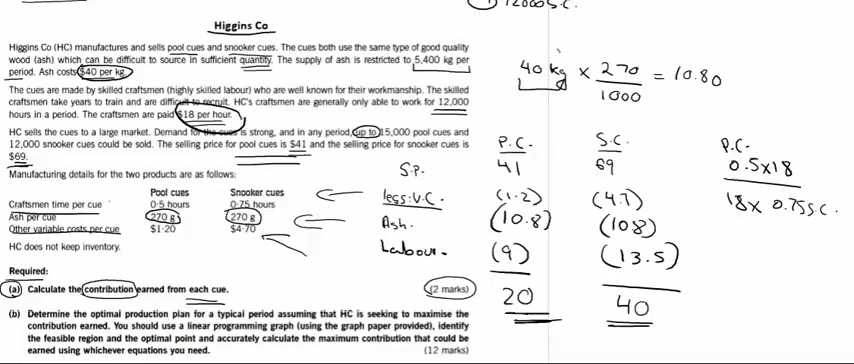 1) 12000 S.C.
Higgins Co
Higgins Co (HC) manufactures and sells pool cues and snooker cues. The cues both use the same type of good quality
wood (ash) which can be difficult to source in sufficient quantity. The supply of ash is restricted to 5,400 kg per
period. Ash costs $40 per kg.
The cues are made by skilled craftsmen (highly skilled labour) who are well known for their workmanship. The skilled
craftsmen take years to train and are difficult to recruit. HC's craftsmen are generally only able to work for 12,000
hours in a period. The craftsmen are paid $18 per hour.
HC sells the cues to a large market. Demand for the cues is strong, and in any period, up to 15,000 pool cues and
12,000 snooker cues could be sold. The selling price for pool cues is $41 and the selling price for snooker cues is
$69.
Manufacturing details for the two products are as follows:
Pool cues Snooker cues
Craftsmen time per cue 0·5 hours 0·75 hours
Ash per cue 270 g 270 g
Other variable costs per cue $1·20 $4·70
HC does not keep inventory.
Required:
(a) Calculate the contribution earned from each cue. (2 marks)
(b) Determine the optimal production plan for a typical period assuming that HC is seeking to maximise the
contribution earned. You should use a linear programming graph (using the graph paper provided), identify
the feasible region and the optimal point and accurately calculate the maximum contribution that could be
earned using whichever equations you need. (12 marks)
40 kg × 270/1000 = 10.80
P.C. S.C.
S.P. 41 69
less: V.C. (1.2) (4.7)
Ash. (10.8) (10.8)
Labour. (9) (13.5)
20 40
P.C.
0.5x18
18x 0.75 S.C.